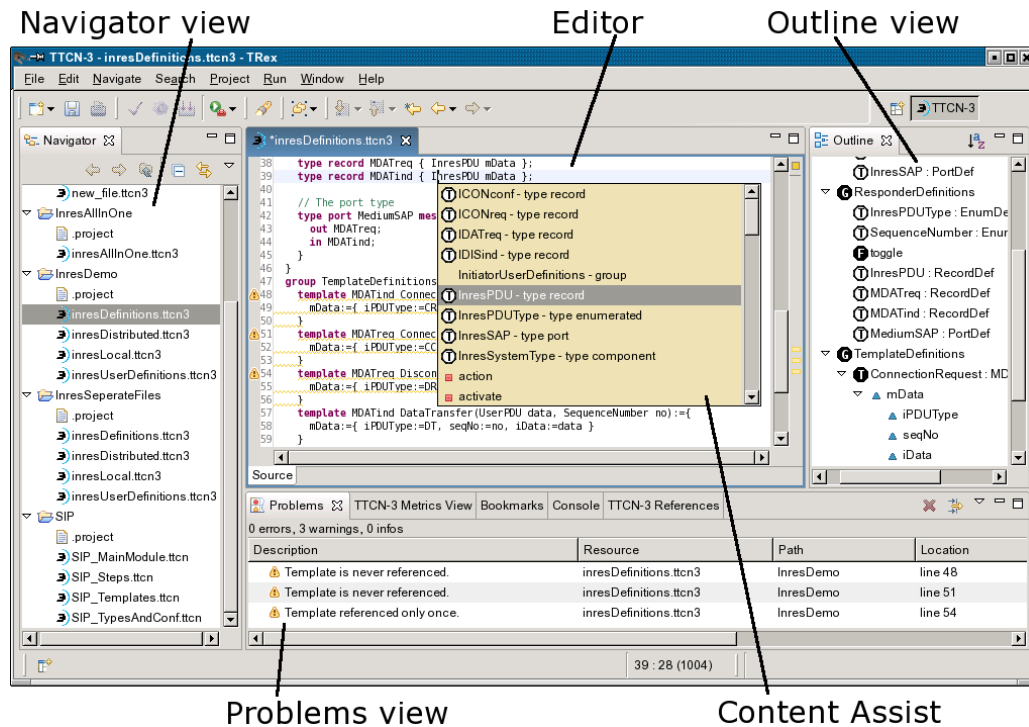 Navigator view
Editor
Outline view
TTCN-3 - inresDefinitions.ttcn3 - TRex
File Edit Navigate Search Project Run Window Help
TTCN-3
Navigator
new_file.ttcn3
InresAllInOne
.project
inresAllInOne.ttcn3
InresDemo
.project
inresDefinitions.ttcn3
inresDistributed.ttcn3
inresLocal.ttcn3
inresUserDefinitions.ttcn3
InresSeperateFiles
.project
inresDefinitions.ttcn3
inresDistributed.ttcn3
inresLocal.ttcn3
inresUserDefinitions.ttcn3
SIP
.project
SIP_MainModule.ttcn
SIP_Steps.ttcn
SIP_Templates.ttcn
SIP_TypesAndConf.ttcn
*inresDefinitions.ttcn3
38 type record MDATreq { InresPDU mData };
39 type record MDATind { InresPDU mData };
40
41 // The port type
42 type port MediumSAP mes
43 out MDATreq;
44 in MDATind;
45 }
46 }
47 group TemplateDefinitions
48 template MDATind Connec
49 mData:={ iPDUType:=CR
50 }
51 template MDATreq Connec
52 mData:={ iPDUType:=CC
53 }
54 template MDATreq Discon
55 mData:={ iPDUType:=DR
56 }
57 template MDATind DataTransfer(UserPDU data, SequenceNumber no):={
58 mData:={ iPDUType:=DT, seqNo:=no, iData:=data }
59 }
Source
ICONconf - type record
ICONreq - type record
IDATreq - type record
IDISind - type record
InitiatorUserDefinitions - group
InresPDU - type record
InresPDUType - type enumerated
InresSAP - type port
InresSystemType - type component
action
activate
Outline
InresSAP : PortDef
ResponderDefinitions
InresPDUType : EnumDe
SequenceNumber : Enur
toggle
InresPDU : RecordDef
MDATreq : RecordDef
MDATind : RecordDef
MediumSAP : PortDef
TemplateDefinitions
ConnectionRequest : MD
mData
iPDUType
seqNo
iData
Problems TTCN-3 Metrics View Bookmarks Console TTCN-3 References
0 errors, 3 warnings, 0 infos
Description Resource Path Location
Template is never referenced. inresDefinitions.ttcn3 InresDemo line 48
Template is never referenced. inresDefinitions.ttcn3 InresDemo line 51
Template referenced only once. inresDefinitions.ttcn3 InresDemo line 54
39 : 28 (1004)
Problems view
Content Assist